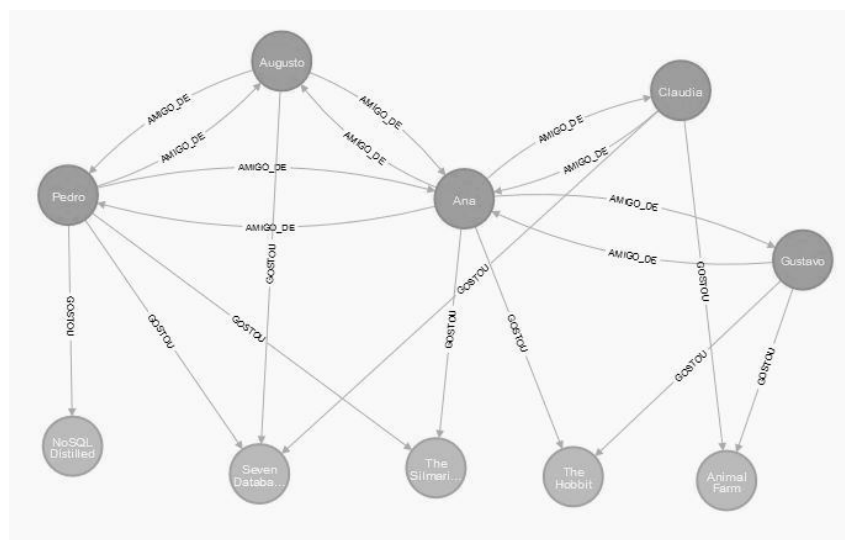 Augusto
Claudia
AMIGO_DE
AMIGO_DE
AMIGO_DE
AMIGO_DE
AMIGO_DE
AMIGO_DE
AMIGO_DE
Pedro
Ana
AMIGO_DE
AMIGO_DE
AMIGO_DE
Gustavo
GOSTOU
GOSTOU
GOSTOU
GOSTOU
GOSTOU
GOSTOU
GOSTOU
GOSTOU
GOSTOU
GOSTOU
NoSQL
Distilled
Seven
Databa...
The
Silmari...
The
Hobbit
Animal
Farm